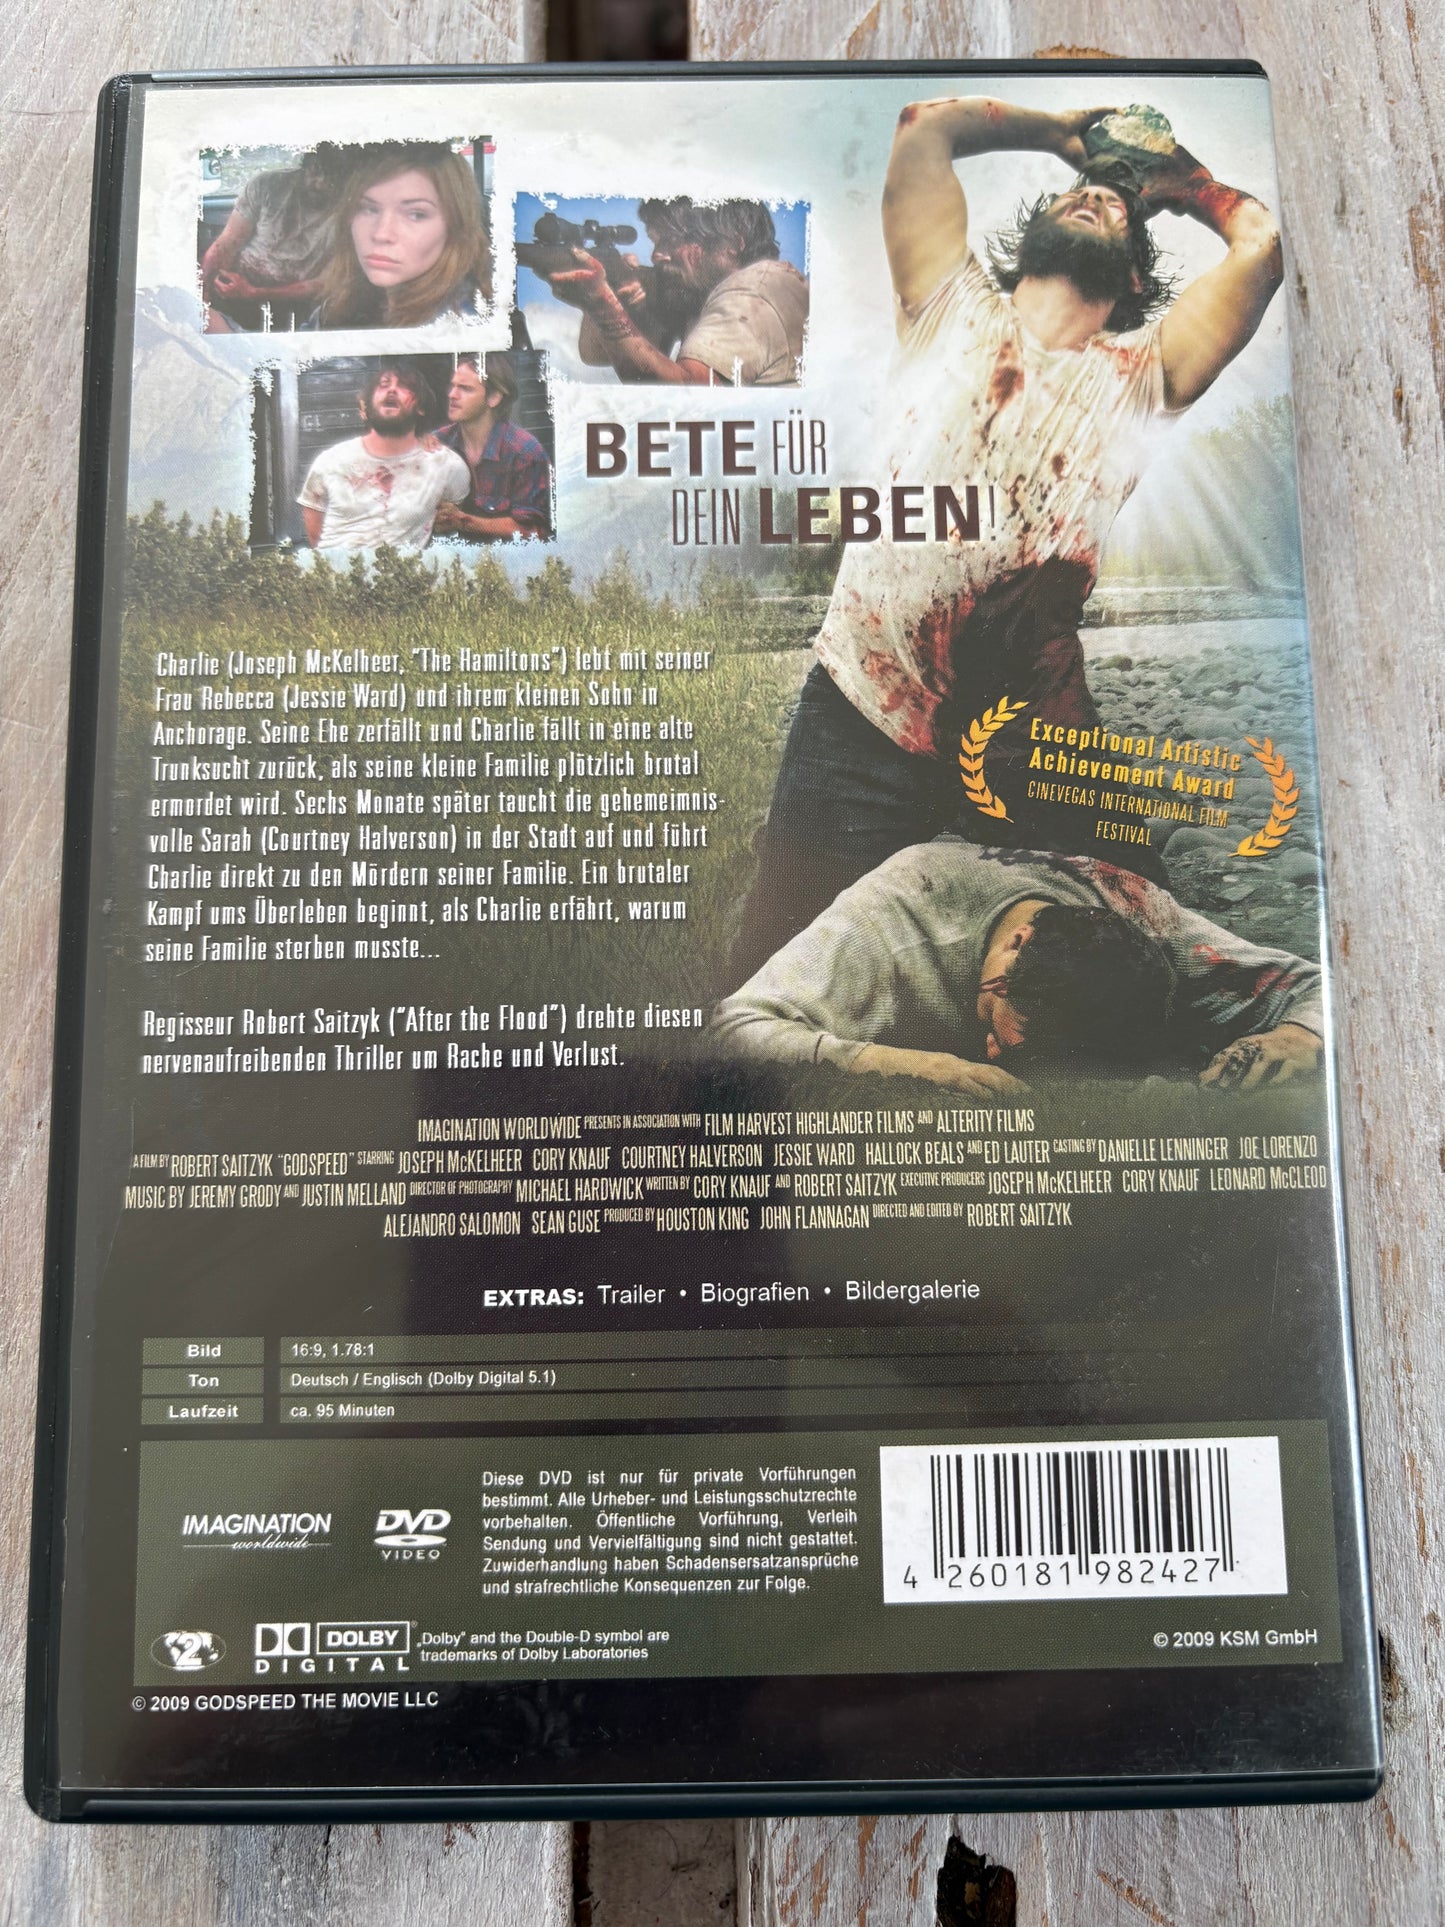 BETE FÜR
DEIN LEBEN!
Charlie (Joseph McKelheer, "The Hamiltons") lebt mit seiner
Frau Rebecca (Jessie Ward) und ihrem kleinen Sohn in
Anchorage. Seine Ehe zerfällt und Charlie fällt in eine alte
Trunksucht zurück, als seine kleine Familie plötzlich brutal
ermordet wird. Sechs Monate später taucht die gehemeimnis-
volle Sarah (Courtney Halverson) in der Stadt auf und führt
Charlie direkt zu den Mördern seiner Familie. Ein brutaler
Kampf ums Überleben beginnt, als Charlie erfährt, warum
seine Familie sterben musste...
Exceptional Artistic
Achievement Award
CINEVEGAS INTERNATIONAL FILM
FESTIVAL
Regisseur Robert Saitzyk ("After the Flood") drehte diesen
nervenaufreibenden Thriller um Rache und Verlust.
IMAGINATION WORLDWIDE PRESENTS IN ASSOCIATION WITH FILM HARVEST HIGHLANDER FILMS AND ALTERITY FILMS
A FILM BY ROBERT SAITZYK "GODSPEED" STARRING JOSEPH McKELHEER CORY KNAUF COURTNEY HALVERSON JESSIE WARD HALLOCK BEALS AND ED LAUTER CASTING BY DANIELLE LENNINGER JOE LORENZO
MUSIC BY JEREMY GRODY AND JUSTIN MELLAND DIRECTOR OF PHOTOGRAPHY MICHAEL HARDWICK WRITTEN BY CORY KNAUF AND ROBERT SAITZYK EXECUTIVE PRODUCERS JOSEPH McKELHEER CORY KNAUF LEONARD McCLEOD
ALEJANDRO SALOMON SEAN GUSE PRODUCED BY HOUSTON KING JOHN FLANNAGAN DIRECTED AND EDITED BY ROBERT SAITZYK
EXTRAS: Trailer • Biografien • Bildergalerie
Bild 16:9, 1.78:1
Ton Deutsch / Englisch (Dolby Digital 5.1)
Laufzeit ca. 95 Minuten
IMAGINATION
worldwide
DVD
VIDEO
Diese DVD ist nur für private Vorführungen
bestimmt. Alle Urheber- und Leistungsschutzrechte
vorbehalten. Öffentliche Vorführung, Verleih
Sendung und Vervielfältigung sind nicht gestattet.
Zuwiderhandlung haben Schadensersatzansprüche
und strafrechtliche Konsequenzen zur Folge.
4 260181 982427
2
DOLBY
DIGITAL
„Dolby" and the Double-D symbol are
trademarks of Dolby Laboratories
© 2009 KSM GmbH
© 2009 GODSPEED THE MOVIE LLC